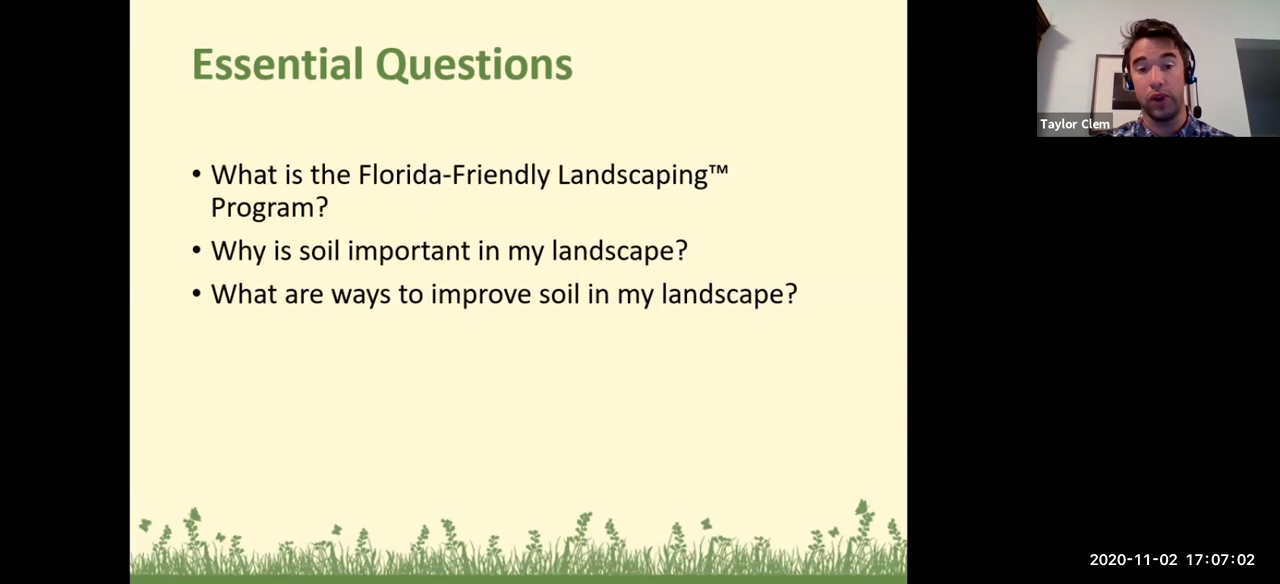 Essential Questions
• What is the Florida-Friendly Landscaping™
Program?
• Why is soil important in my landscape?
• What are ways to improve soil in my landscape?
Taylor Clem
2020-11-02 17:07:02